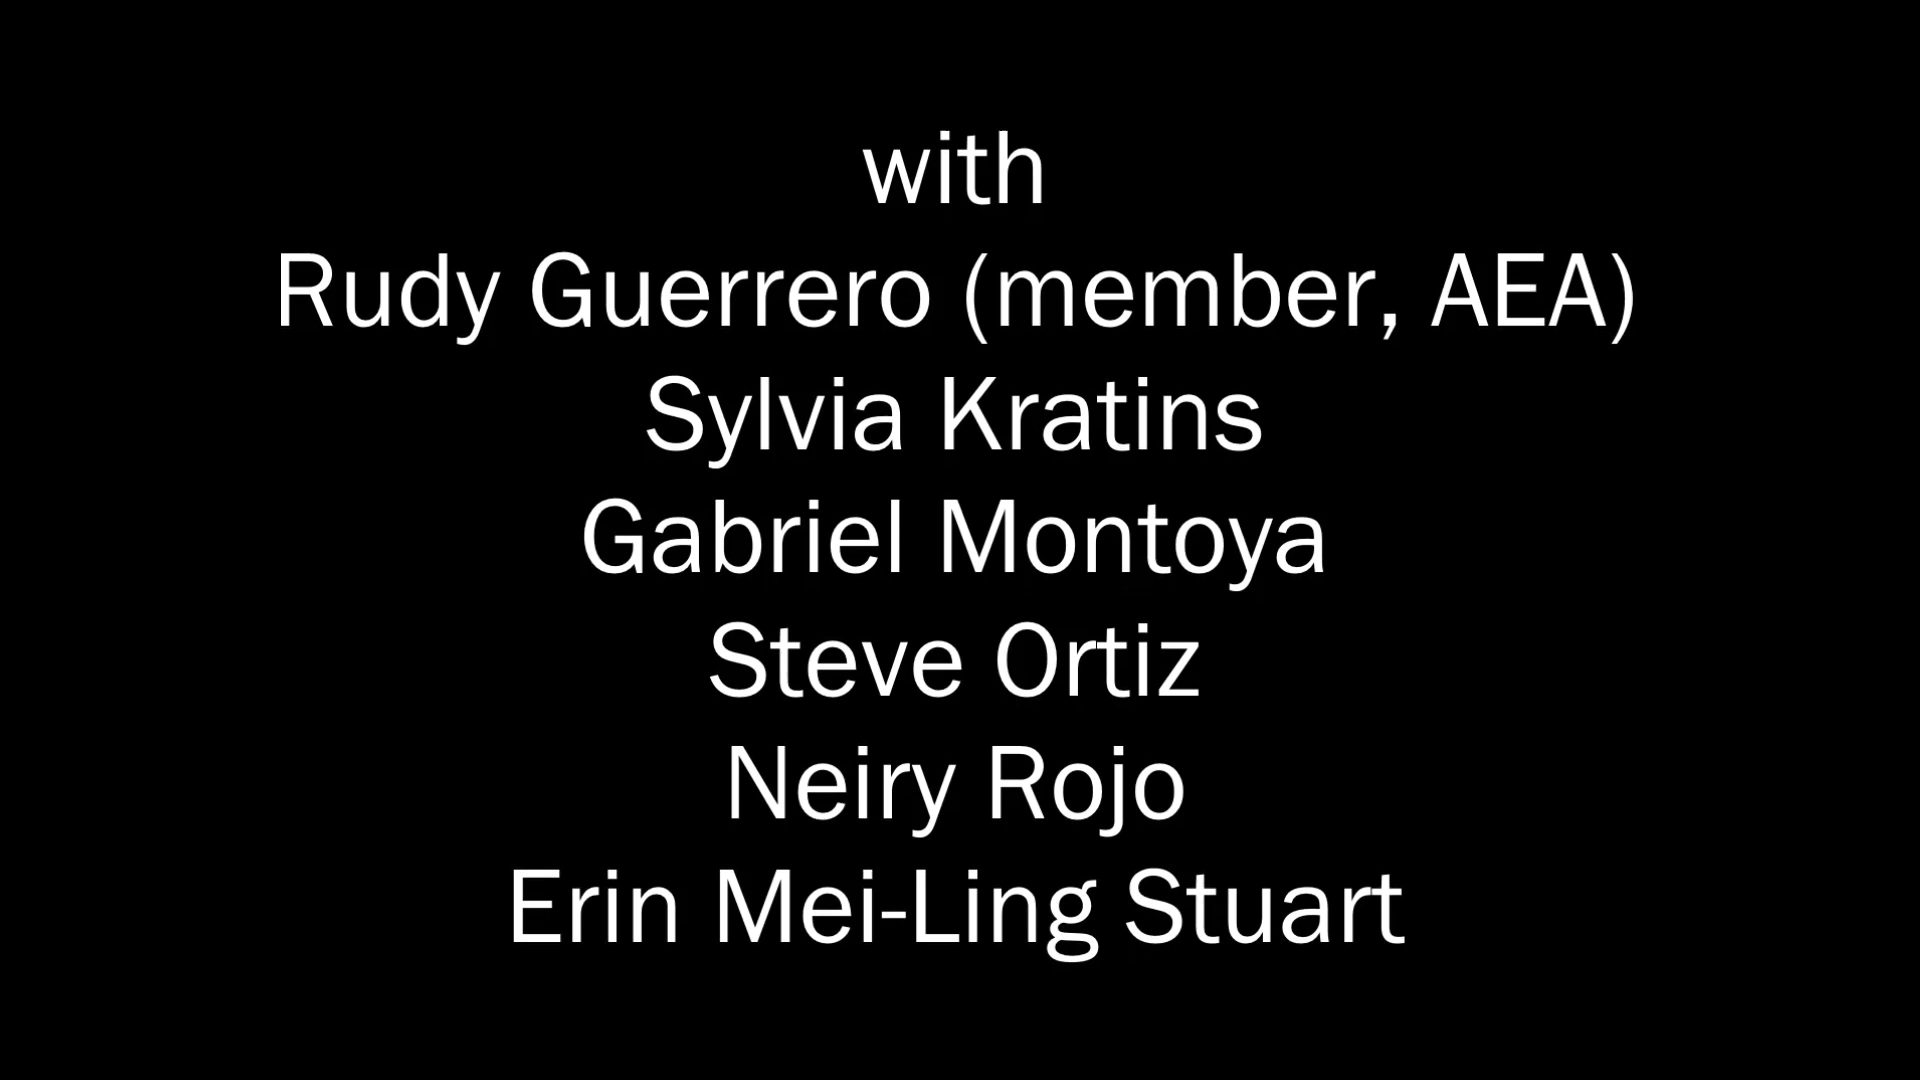 with
Rudy Guerrero (member, AEA)
Sylvia Kratins
Gabriel Montoya
Steve Ortiz
Neiry Rojo
Erin Mei-Ling Stuart